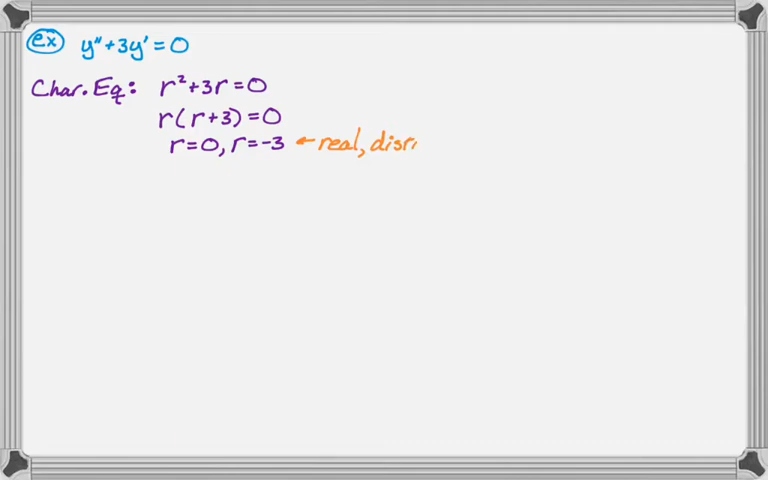 ex y" + 3y' = 0
Char. Eq: r² + 3r = 0
r(r+3) = 0
r = 0, r = -3 ← real,